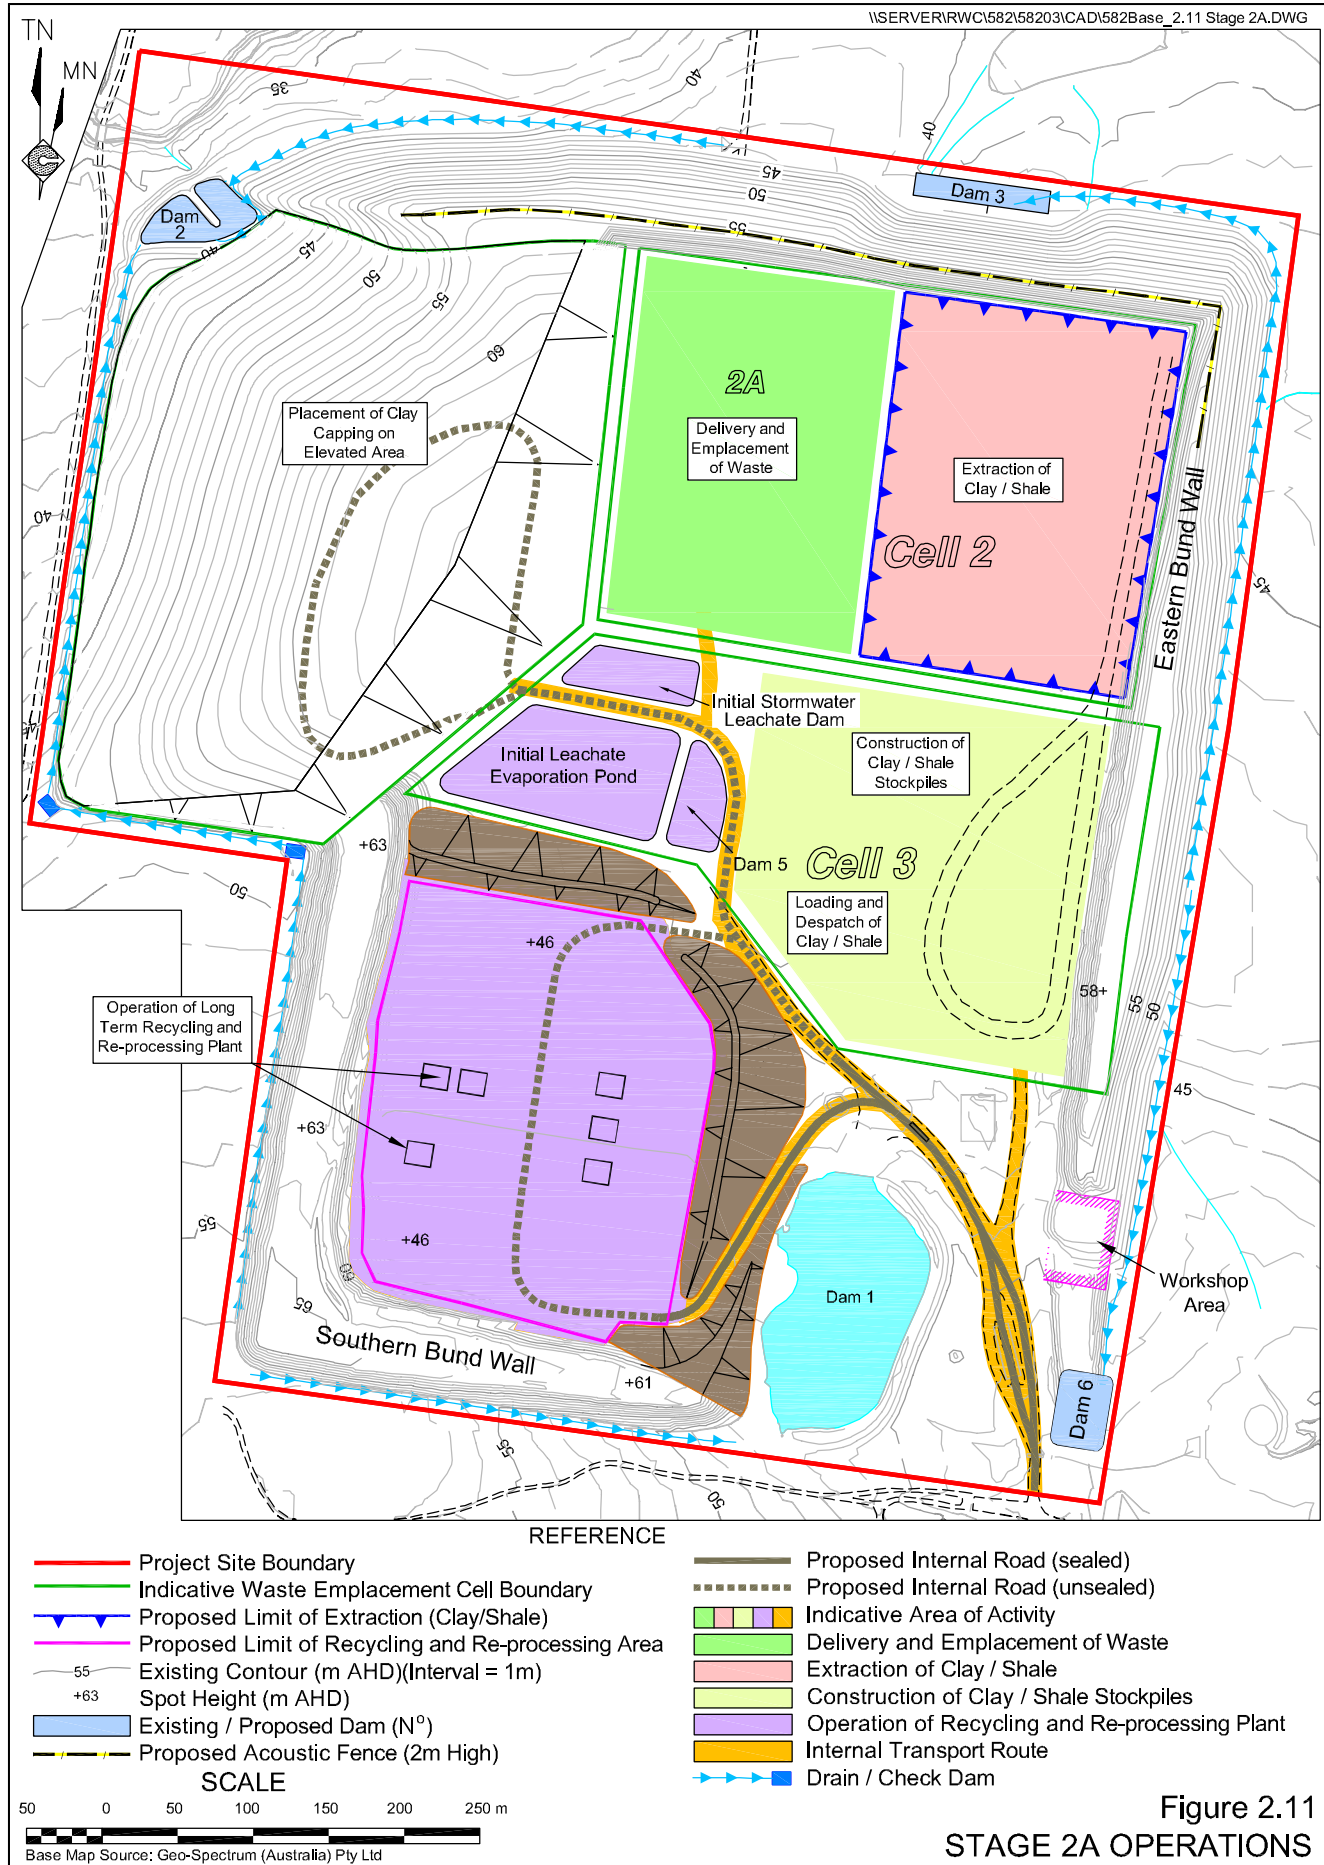 \\SERVER\RWC\582\58203\CAD\582Base_2.11 Stage 2A.DWG
TN
MN
35
40
40
45
50
55
Dam 3
Dam
2
40
45
50
55
60
2A
Placement of Clay
Capping on
Elevated Area
Delivery and
Emplacement
of Waste
Extraction of
Clay / Shale
Cell 2
40
45
Eastern Bund Wall
45
Initial Stormwater
Leachate Dam
Initial Leachate
Evaporation Pond
Construction of
Clay / Shale
Stockpiles
+63
Dam 5
Cell 3
50
Loading and
Despatch of
Clay / Shale
+46
58+
55
50
Operation of Long
Term Recycling and
Re-processing Plant
45
+63
55
+46
60
65
Workshop
Area
Dam 1
Southern Bund Wall
+61
Dam 6
55
50
REFERENCE
Project Site Boundary
Indicative Waste Emplacement Cell Boundary
Proposed Limit of Extraction (Clay/Shale)
Proposed Limit of Recycling and Re-processing Area
55 Existing Contour (m AHD)(Interval = 1m)
+63 Spot Height (m AHD)
Existing / Proposed Dam (N°)
Proposed Acoustic Fence (2m High)
Proposed Internal Road (sealed)
Proposed Internal Road (unsealed)
Indicative Area of Activity
Delivery and Emplacement of Waste
Extraction of Clay / Shale
Construction of Clay / Shale Stockpiles
Operation of Recycling and Re-processing Plant
Internal Transport Route
Drain / Check Dam
SCALE
50 0 50 100 150 200 250 m
Base Map Source: Geo-Spectrum (Australia) Pty Ltd
Figure 2.11
STAGE 2A OPERATIONS